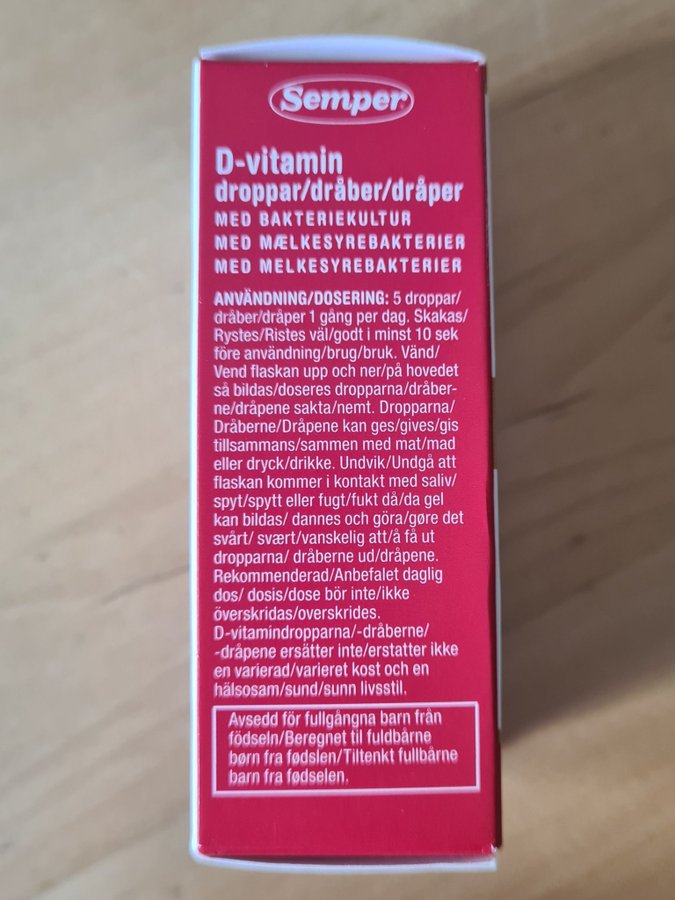 Semper
D-vitamin
droppar/dråber/dråper
MED BAKTERIEKULTUR
MED MÆLKESYREBAKTERIER
MED MELKESYREBAKTERIER
ANVÄNDNING/DOSERING: 5 droppar/
dråber/dråper 1 gång per dag. Skakas/
Rystes/Ristes väl/godt i minst 10 sek
före användning/brug/bruk. Vänd/
Vend flaskan upp och ner/på hovedet
så bildas/doseres dropparna/dråber-
ne/dråpene sakta/nemt. Dropparna/
Dråberne/Dråpene kan ges/gives/gis
tillsammans/sammen med mat/mad
eller dryck/drikke. Undvik/Undgå att
flaskan kommer i kontakt med saliv/
spyt/spytt eller fugt/fukt då/da gel
kan bildas/ dannes och göra/gøre det
svårt/ svært/vanskelig att/å få ut
dropparna/ dråberne ud/dråpene.
Rekommenderad/Anbefalet daglig
dos/ dosis/dose bör inte/ikke
överskridas/overskrides.
D-vitamindropparna/-dråberne/
-dråpene ersätter inte/erstatter ikke
en varierad/varieret kost och en
hälsosam/sund/sunn livsstil.
Avsedd för fullgångna barn från
födseln/Beregnet til fuldbårne
børn fra fødslen/Tiltenkt fullbårne
barn fra fødselen.